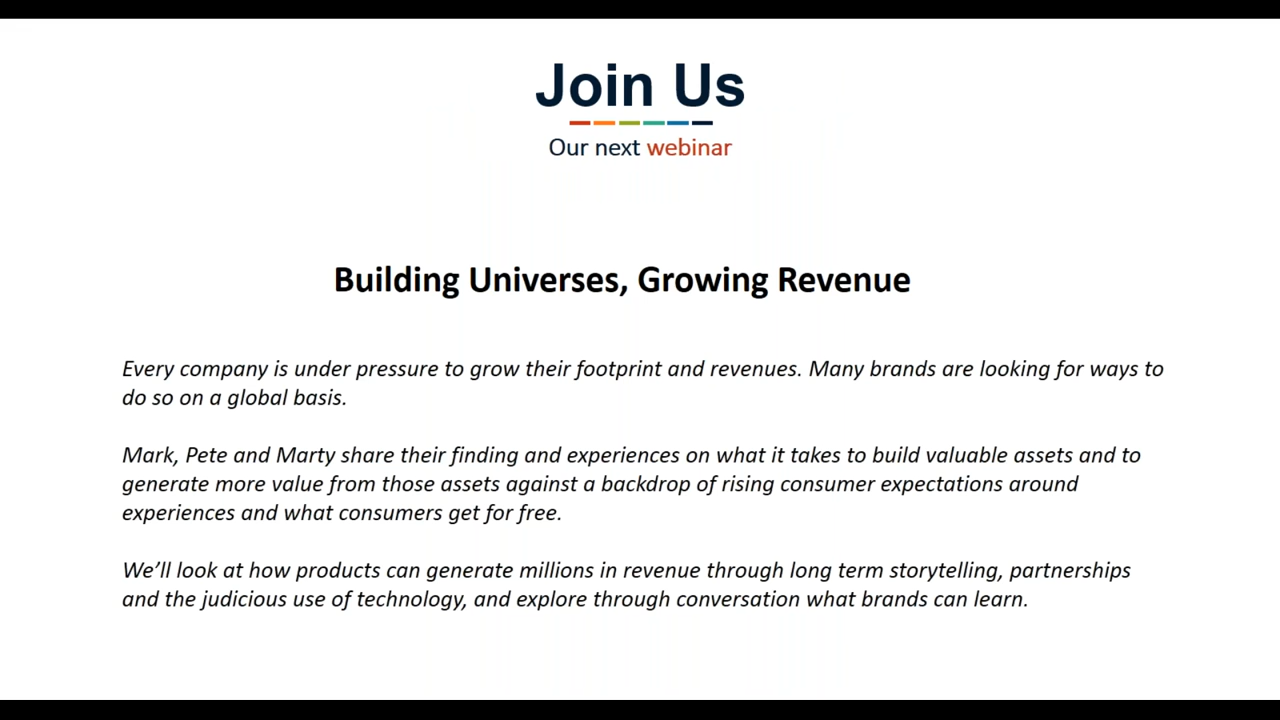 Join Us
Our next webinar
Building Universes, Growing Revenue
Every company is under pressure to grow their footprint and revenues. Many brands are looking for ways to
do so on a global basis.
Mark, Pete and Marty share their finding and experiences on what it takes to build valuable assets and to
generate more value from those assets against a backdrop of rising consumer expectations around
experiences and what consumers get for free.
We’ll look at how products can generate millions in revenue through long term storytelling, partnerships
and the judicious use of technology, and explore through conversation what brands can learn.